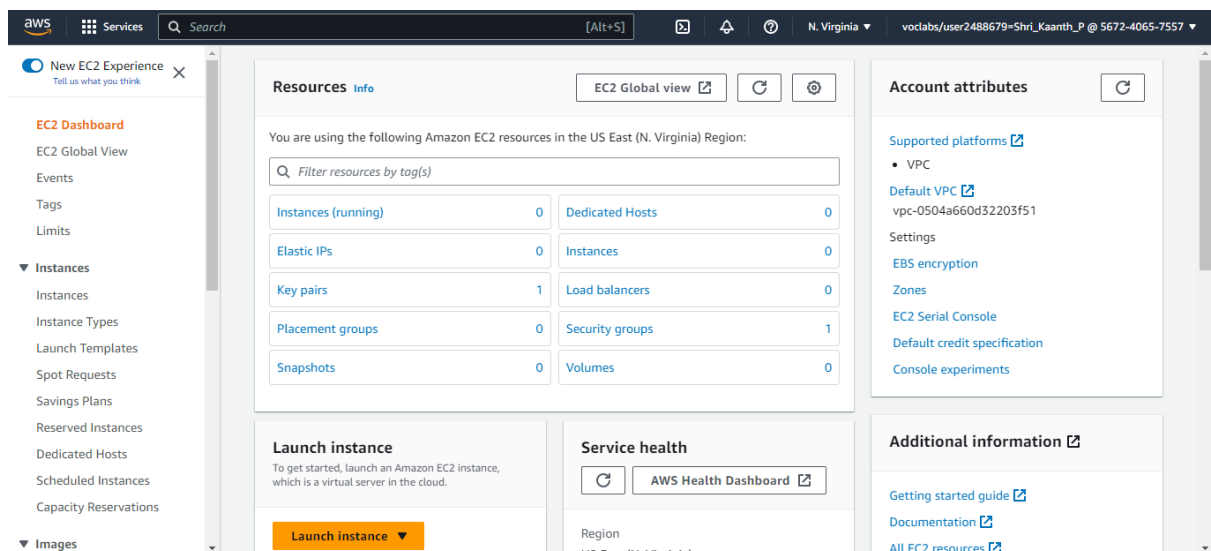 aws
Services
Search
[Alt+S]
N. Virginia ▼
voclabs/user2488679=Shri_Kaanth_P @ 5672-4065-7557 ▼
New EC2 Experience
Tell us what you think
EC2 Dashboard
EC2 Global View
Events
Tags
Limits
▼ Instances
Instances
Instance Types
Launch Templates
Spot Requests
Savings Plans
Reserved Instances
Dedicated Hosts
Scheduled Instances
Capacity Reservations
▼ Images
Resources Info
EC2 Global view
You are using the following Amazon EC2 resources in the US East (N. Virginia) Region:
Filter resources by tag(s)
Instances (running) 0
Dedicated Hosts 0
Elastic IPs 0
Instances 0
Key pairs 1
Load balancers 0
Placement groups 0
Security groups 1
Snapshots 0
Volumes 0
Launch instance
To get started, launch an Amazon EC2 instance,
which is a virtual server in the cloud.
Launch instance ▼
Service health
AWS Health Dashboard
Region
US East (N. Virginia)
Account attributes
Supported platforms
• VPC
Default VPC
vpc-0504a660d32203f51
Settings
EBS encryption
Zones
EC2 Serial Console
Default credit specification
Console experiments
Additional information
Getting started guide
Documentation
All EC2 resources